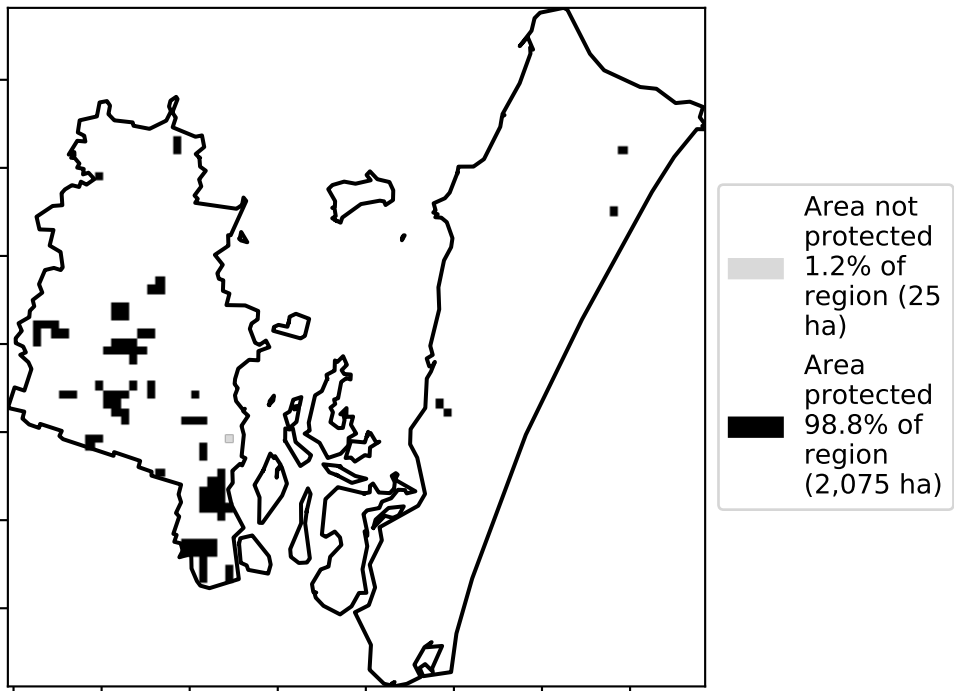 Area not
protected
1.2% of
region (25
ha)
Area
protected
98.8% of
region
(2,075 ha)